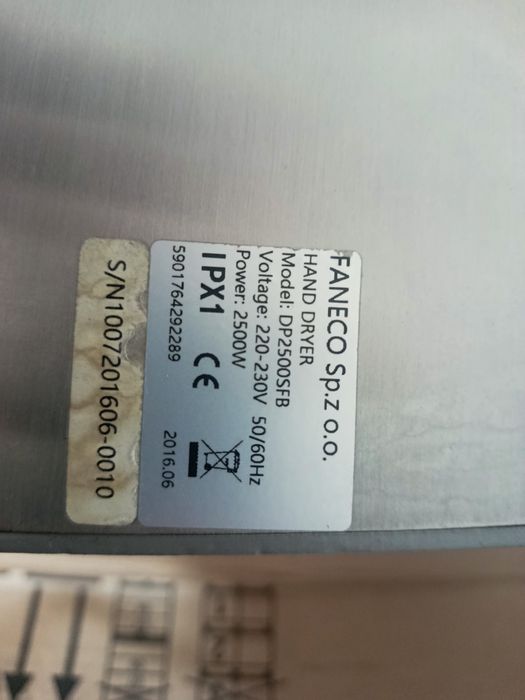 FANECO Sp.z o.o.
HAND DRYER
Model: DP2500SFB
Voltage: 220-230V 50/60Hz
Power: 2500W
IPX1 CE
5901764292289 2016.06
S/N1007201606-0010